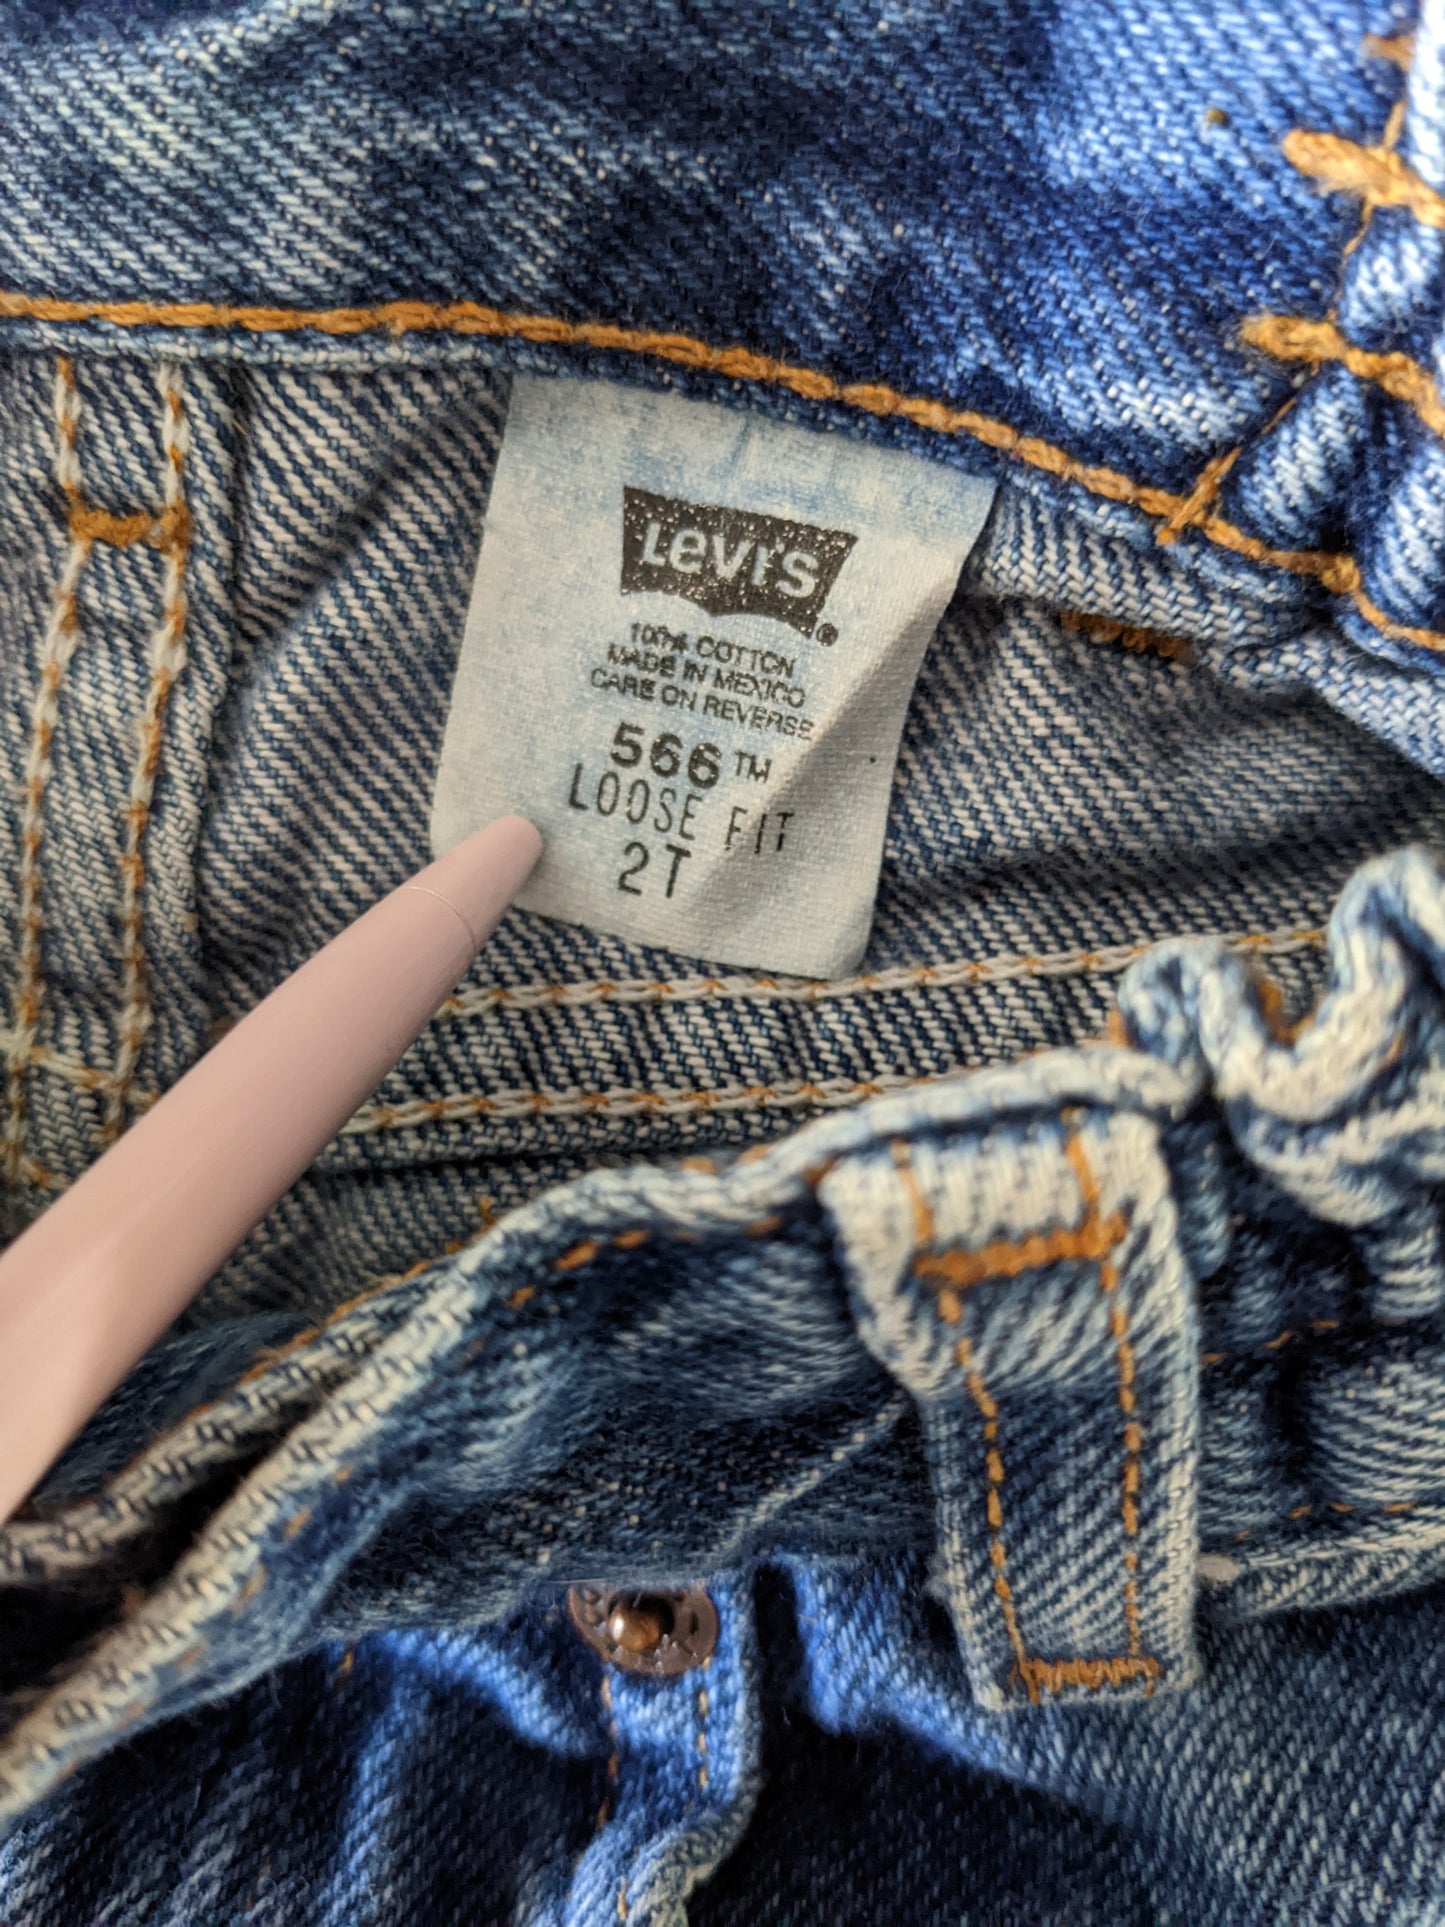 LEVI'S®
100% COTTON
MADE IN MEXICO
CARE ON REVERSE
566™
LOOSE FIT
2T